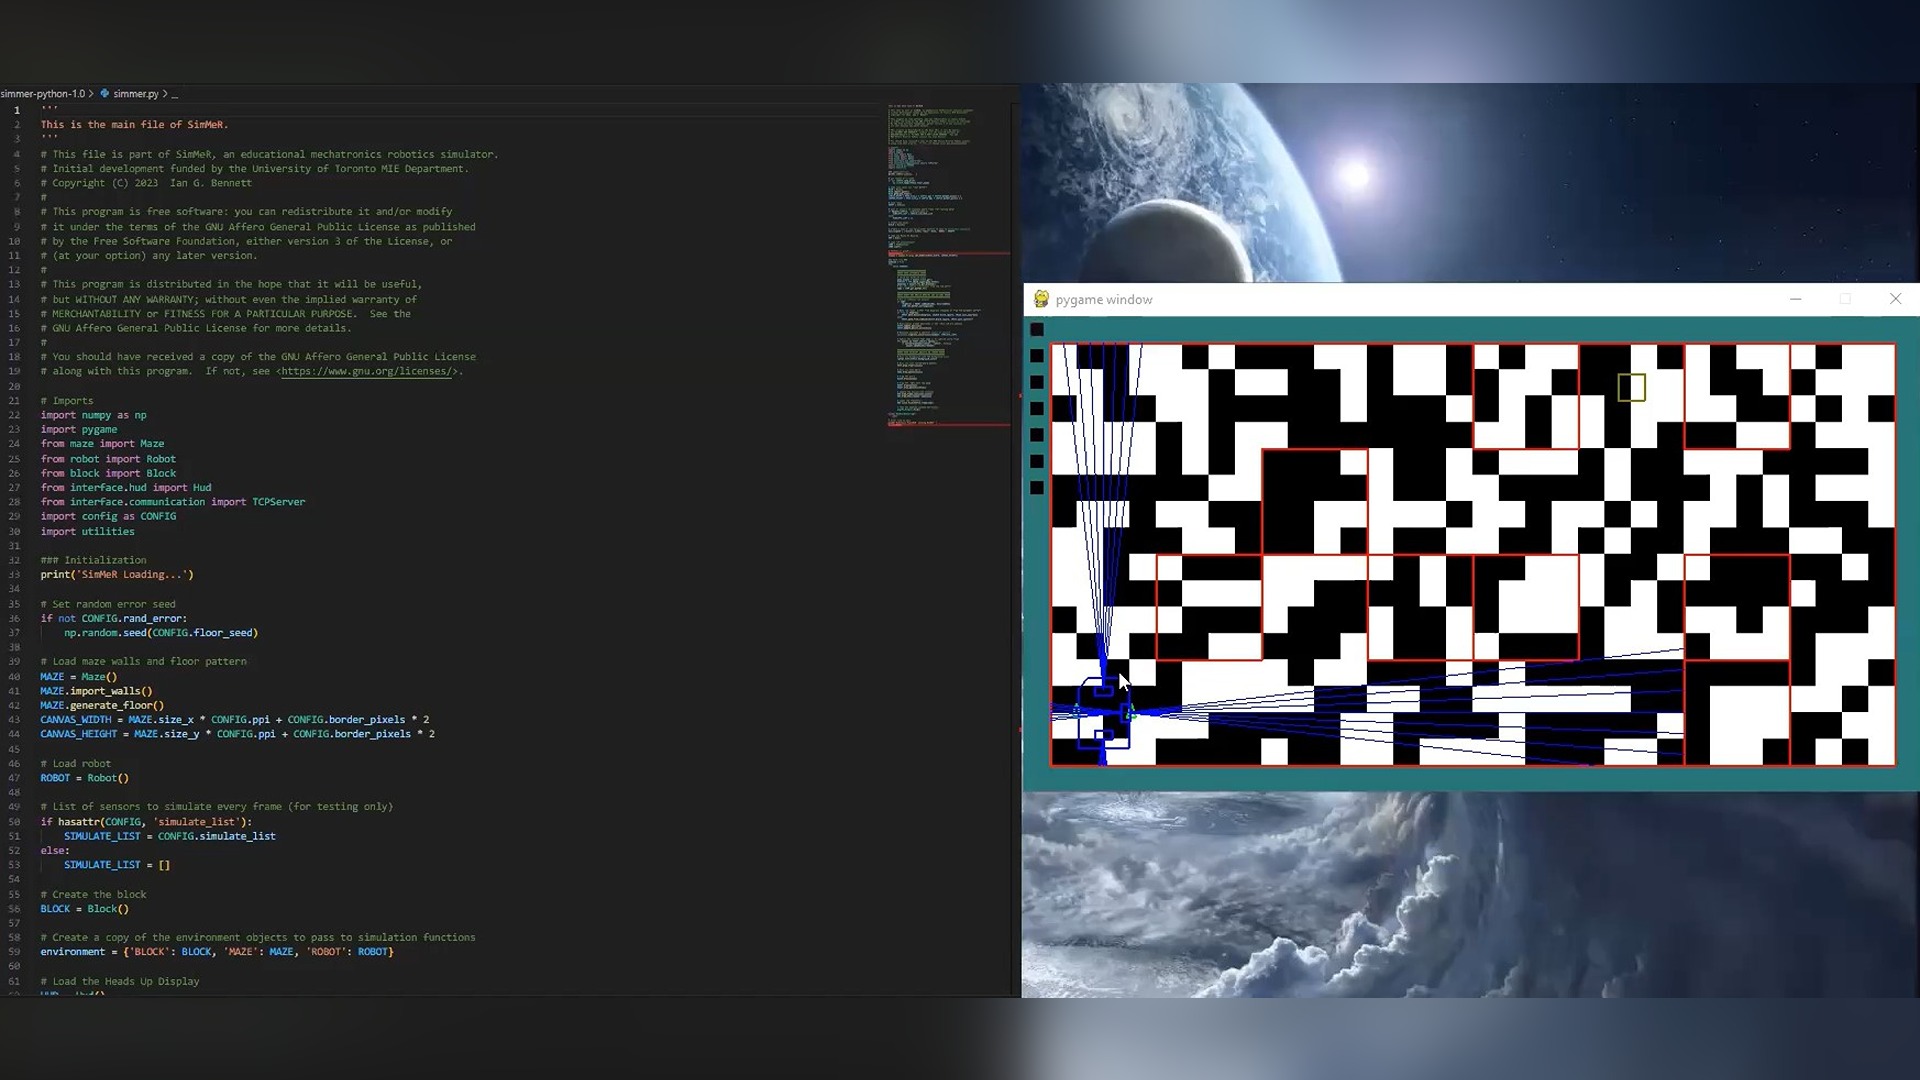 simmer-python-1.0 > simmer.py > ...
1 '''
2 This is the main file of SimMeR.
3 '''
4 # This file is part of SimMeR, an educational mechatronics robotics simulator.
5 # Initial development funded by the University of Toronto MIE Department.
6 # Copyright (C) 2023  Ian G. Bennett
7 #
8 # This program is free software: you can redistribute it and/or modify
9 # it under the terms of the GNU Affero General Public License as published
10 # by the Free Software Foundation, either version 3 of the License, or
11 # (at your option) any later version.
12 #
13 # This program is distributed in the hope that it will be useful,
14 # but WITHOUT ANY WARRANTY; without even the implied warranty of
15 # MERCHANTABILITY or FITNESS FOR A PARTICULAR PURPOSE.  See the
16 # GNU Affero General Public License for more details.
17 #
18 # You should have received a copy of the GNU Affero General Public License
19 # along with this program.  If not, see <https://www.gnu.org/licenses/>.
20
21 # Imports
22 import numpy as np
23 import pygame
24 from maze import Maze
25 from robot import Robot
26 from block import Block
27 from interface.hud import Hud
28 from interface.communication import TCPServer
29 import config as CONFIG
30 import utilities
31
32 ### Initialization
33 print('SimMeR Loading...')
34
35 # Set random error seed
36 if not CONFIG.rand_error:
37 np.random.seed(CONFIG.floor_seed)
38
39 # Load maze walls and floor pattern
40 MAZE = Maze()
41 MAZE.import_walls()
42 MAZE.generate_floor()
43 CANVAS_WIDTH = MAZE.size_x * CONFIG.ppi + CONFIG.border_pixels * 2
44 CANVAS_HEIGHT = MAZE.size_y * CONFIG.ppi + CONFIG.border_pixels * 2
45
46 # Load robot
47 ROBOT = Robot()
48
49 # List of sensors to simulate every frame (for testing only)
50 if hasattr(CONFIG, 'simulate_list'):
51 SIMULATE_LIST = CONFIG.simulate_list
52 else:
53 SIMULATE_LIST = []
54
55 # Create the block
56 BLOCK = Block()
57
58 # Create a copy of the environment objects to pass to simulation functions
59 environment = {'BLOCK': BLOCK, 'MAZE': MAZE, 'ROBOT': ROBOT}
60
61 # Load the Heads Up Display
pygame window